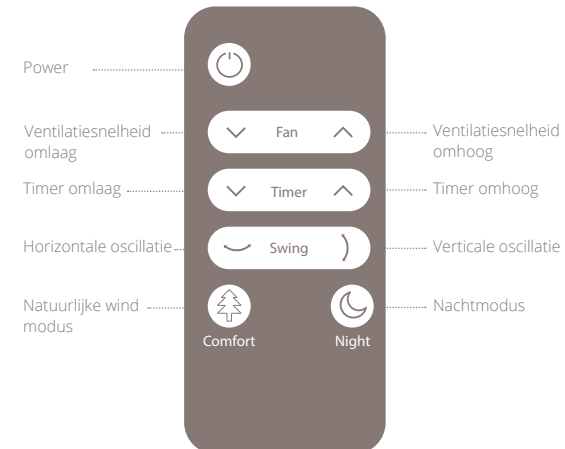 Power
Ventilatiesnelheid
omlaag
Fan
Ventilatiesnelheid
omhoog
Timer omlaag
Timer
Timer omhoog
Horizontale oscillatie
Swing
Verticale oscillatie
Natuurlijke wind
modus
Comfort
Night
Nachtmodus